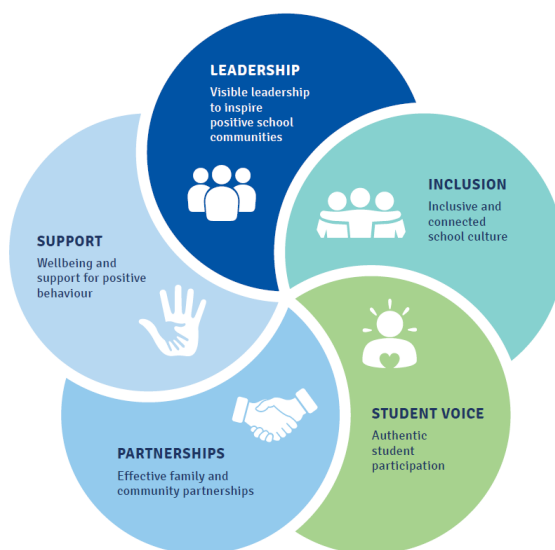 LEADERSHIP
Visible leadership
to inspire
positive school
communities
INCLUSION
Inclusive and
connected
school culture
STUDENT VOICE
Authentic
student
participation
PARTNERSHIPS
Effective family and
community partnerships
SUPPORT
Wellbeing and
support for positive
behaviour